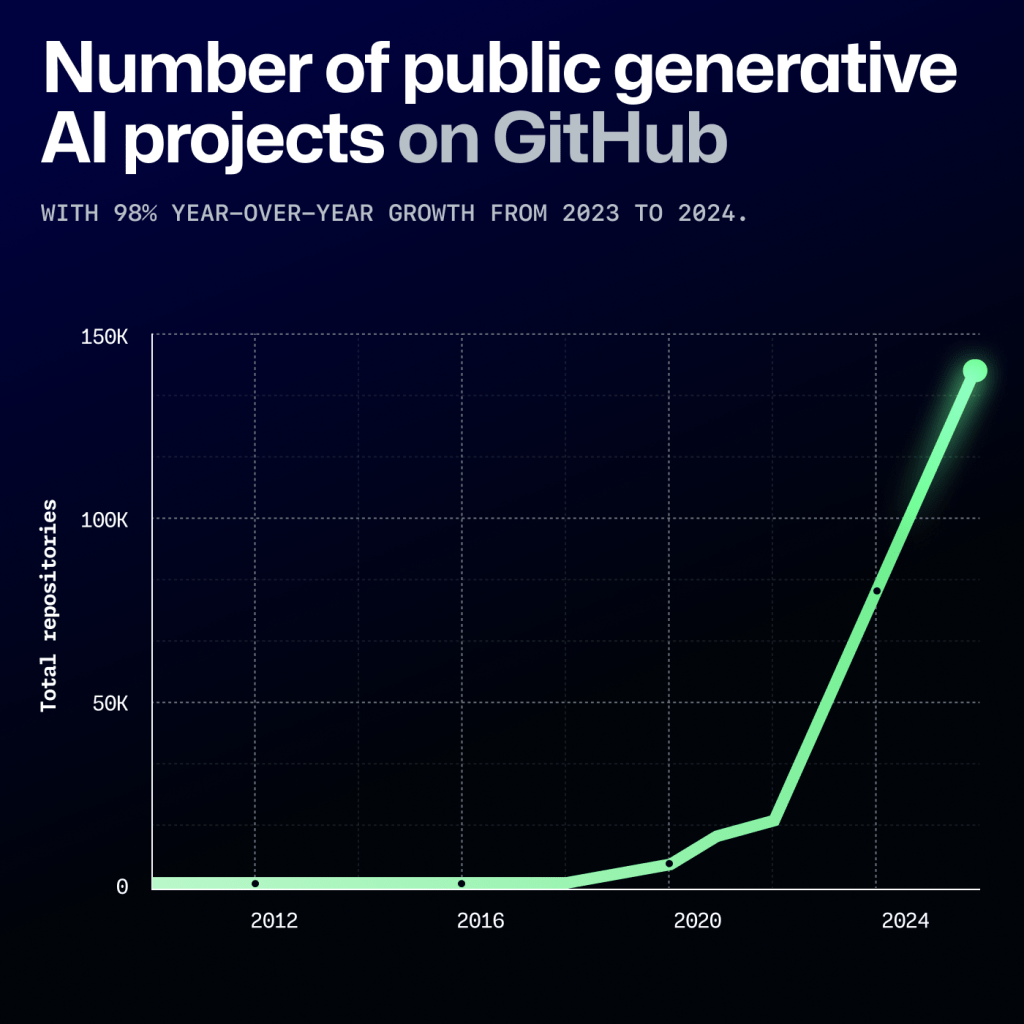 Number of public generative
AI projects on GitHub
WITH 98% YEAR-OVER-YEAR GROWTH FROM 2023 TO 2024.
150K
100K
50K
0
Total repositories
2012
2016
2020
2024